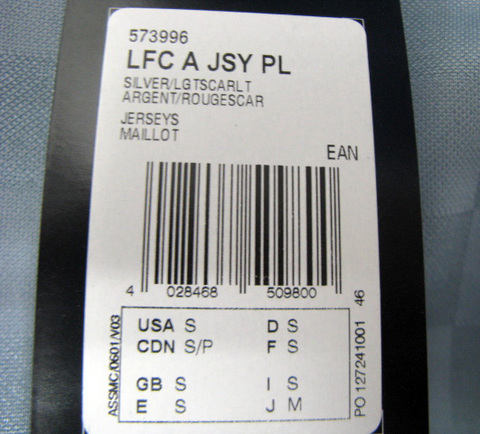 573996
LFC A JSY PL
SILVER/LGTSCARLT
ARGENT/ROUGESCAR
JERSEYS
MAILLOT
EAN
4 028468 509800
46
USA S D S
CDN S/P F S
GB S I S
E S J M
ASSMC/0601/V03
PO 127241001